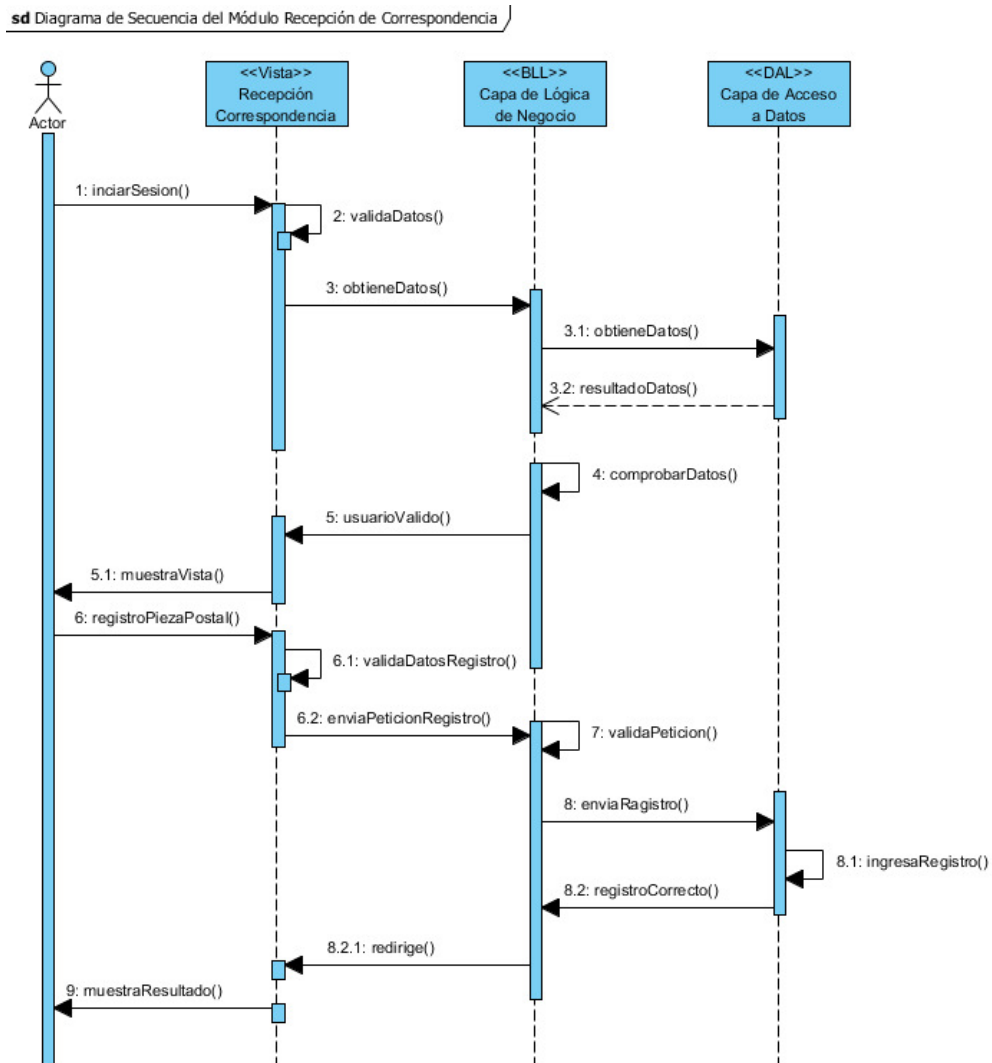 sd Diagrama de Secuencia del Módulo Recepción de Correspondencia
Actor
<<Vista>>
Recepción
Correspondencia
<<BLL>>
Capa de Lógica
de Negocio
<<DAL>>
Capa de Acceso
a Datos
1: inciarSesion()
2: validaDatos()
3: obtieneDatos()
3.1: obtieneDatos()
3.2: resultadoDatos()
4: comprobarDatos()
5: usuarioValido()
5.1: muestraVista()
6: registroPiezaPostal()
6.1: validaDatosRegistro()
6.2: enviaPeticionRegistro()
7: validaPeticion()
8: enviaRagistro()
8.1: ingresaRegistro()
8.2: registroCorrecto()
8.2.1: redirige()
9: muestraResultado()